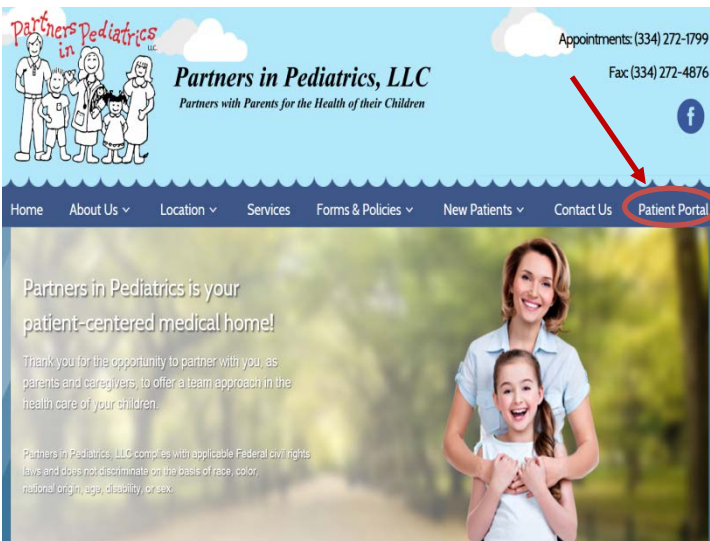 Partners in Pediatrics
LLC.
Partners in Pediatrics, LLC
Partners with Parents for the Health of their Children
Appointments: (334) 272-1799
Fax: (334) 272-4876
f
Home About Us Location Services Forms & Policies New Patients Contact Us Patient Portal
Partners in Pediatrics is your
patient-centered medical home!
Thank you for the opportunity to partner with you, as
parents and caregivers, to offer a team approach in the
health care of your children.
Partners in Pediatrics, LLC complies with applicable Federal civil rights
laws and does not discriminate on the basis of race, color,
national origin, age, disability, or sex.